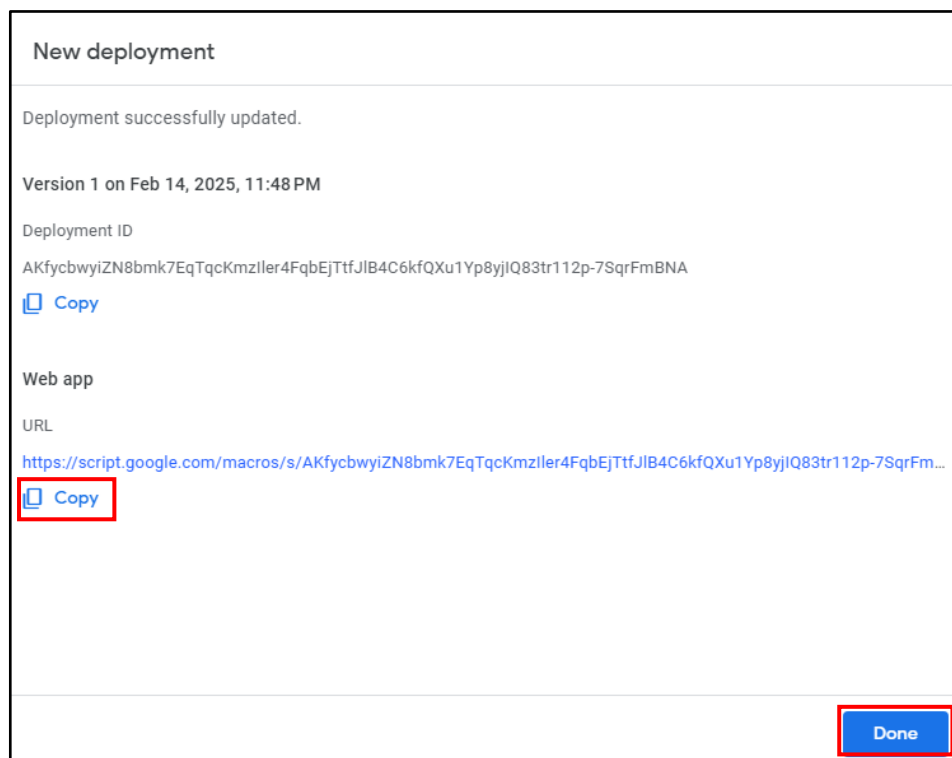 New deployment
Deployment successfully updated.
Version 1 on Feb 14, 2025, 11:48 PM
Deployment ID
AKfycbwyiZN8bmk7EqTqcKmzIler4FqbEjTtfJlB4C6kfQXu1Yp8yjIQ83tr112p-7SqrFmBNA
Copy
Web app
URL
https://script.google.com/macros/s/AKfycbwyiZN8bmk7EqTqcKmzIler4FqbEjTtfJlB4C6kfQXu1Yp8yjIQ83tr112p-7SqrFm...
Copy
Done